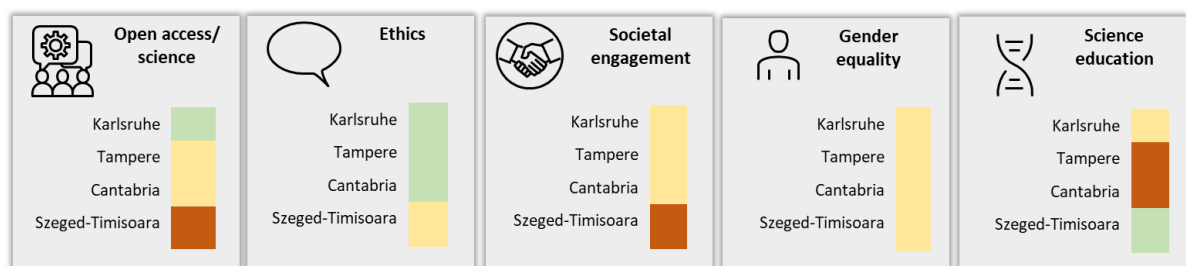 Open access/
science
Karlsruhe
Tampere
Cantabria
Szeged-Timisoara
Ethics
Karlsruhe
Tampere
Cantabria
Szeged-Timisoara
Societal
engagement
Karlsruhe
Tampere
Cantabria
Szeged-Timisoara
Gender
equality
Karlsruhe
Tampere
Cantabria
Szeged-Timisoara
Science
education
Karlsruhe
Tampere
Cantabria
Szeged-Timisoara